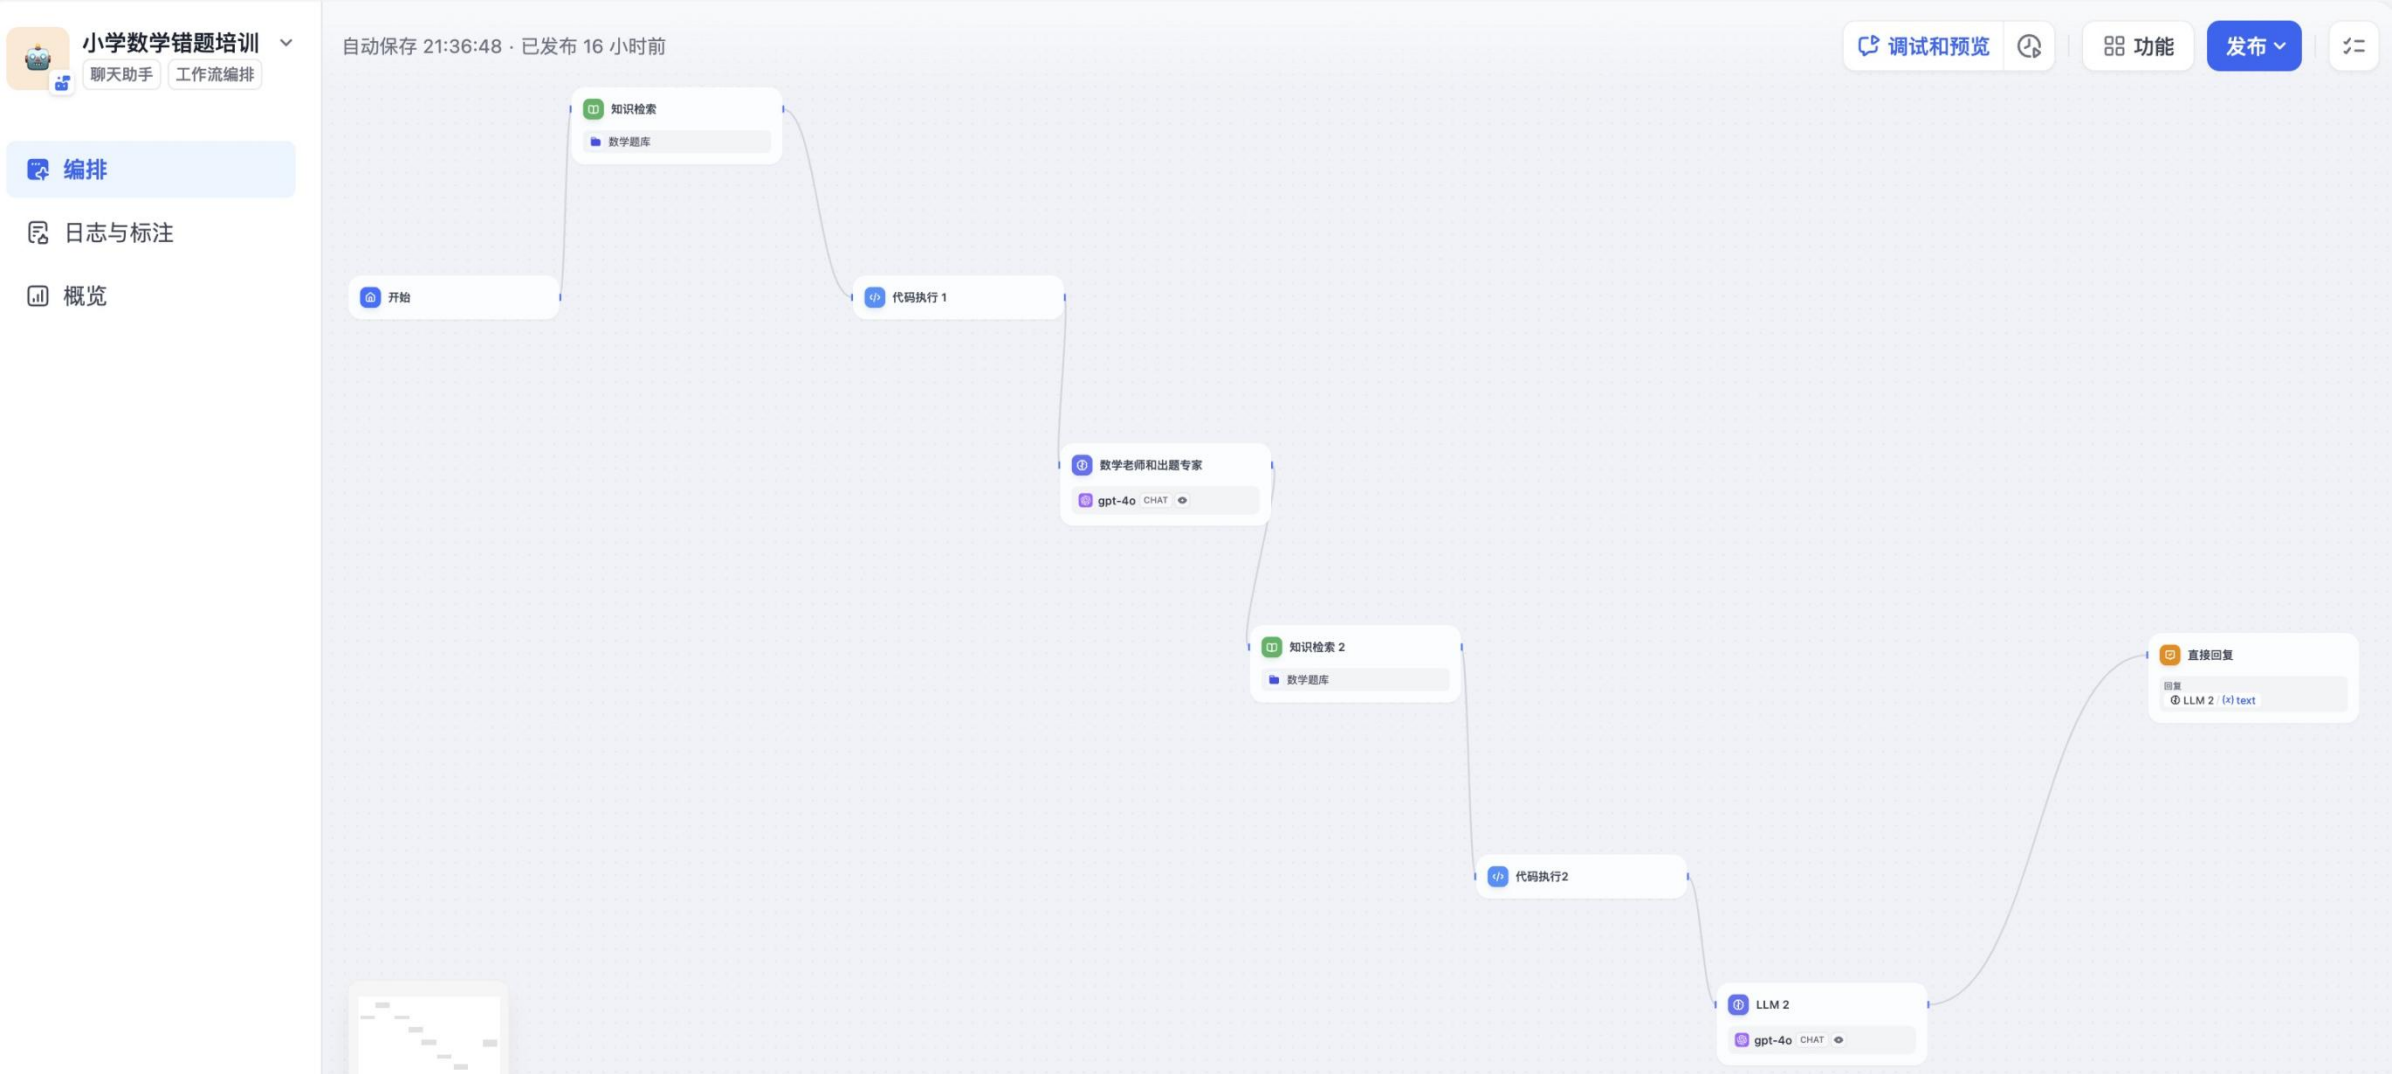 小学数学错题培训
聊天助手 工作流编排
编排
日志与标注
概览
自动保存 21:36:48 · 已发布 16 小时前
调试和预览
功能
发布
知识检索
数学题库
开始
代码执行 1
数学老师和出题专家
gpt-4o CHAT
知识检索 2
数学题库
代码执行2
LLM 2
gpt-4o CHAT
直接回复
回复
LLM 2 / {x} text